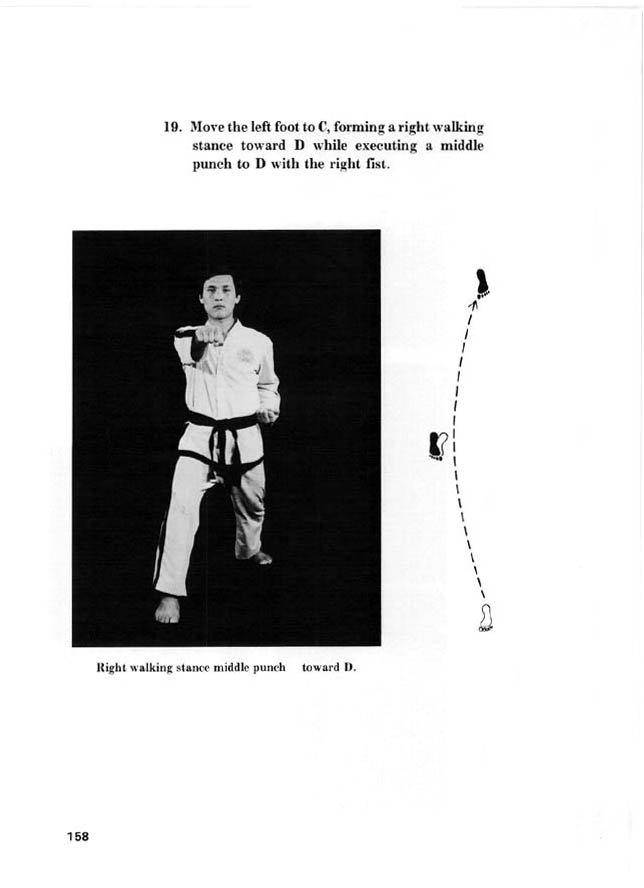 19. Move the left foot to C, forming a right walking
stance toward D while executing a middle
punch to D with the right fist.
Right walking stance middle punch toward D.
158